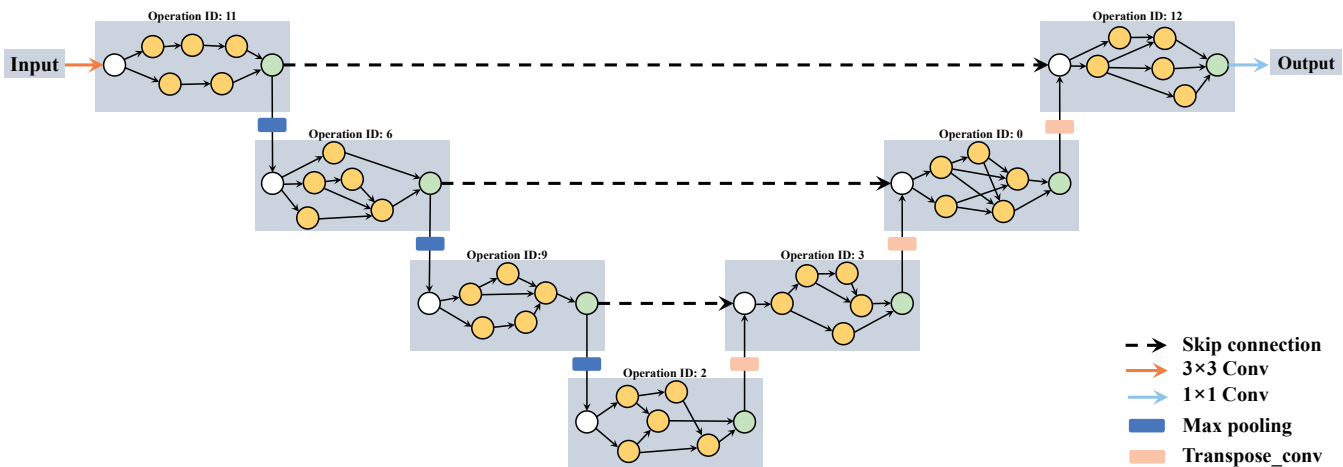 Operation ID: 11
Operation ID: 12
Input
Output
Operation ID: 6
Operation ID: 0
Operation ID:9
Operation ID: 3
Skip connection
3×3 Conv
Operation ID: 2
1×1 Conv
Max pooling
Transpose_conv